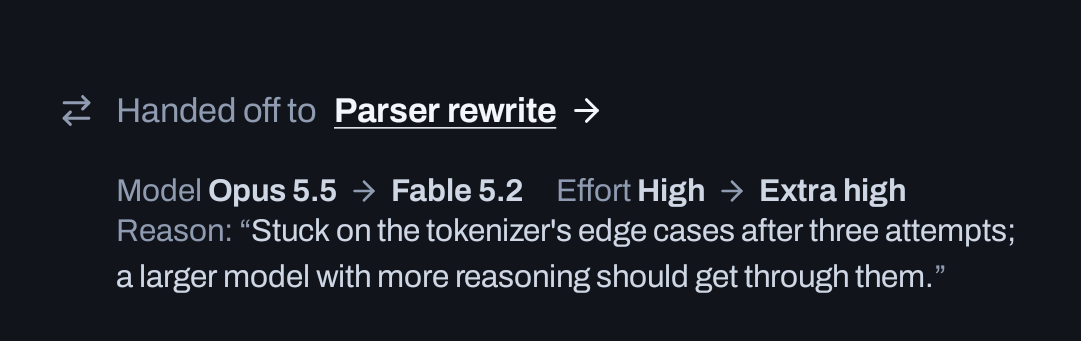 Handed off to Parser rewrite →
Model Opus 5.5 → Fable 5.2 Effort High → Extra high
Reason: “Stuck on the tokenizer's edge cases after three attempts;
a larger model with more reasoning should get through them.”